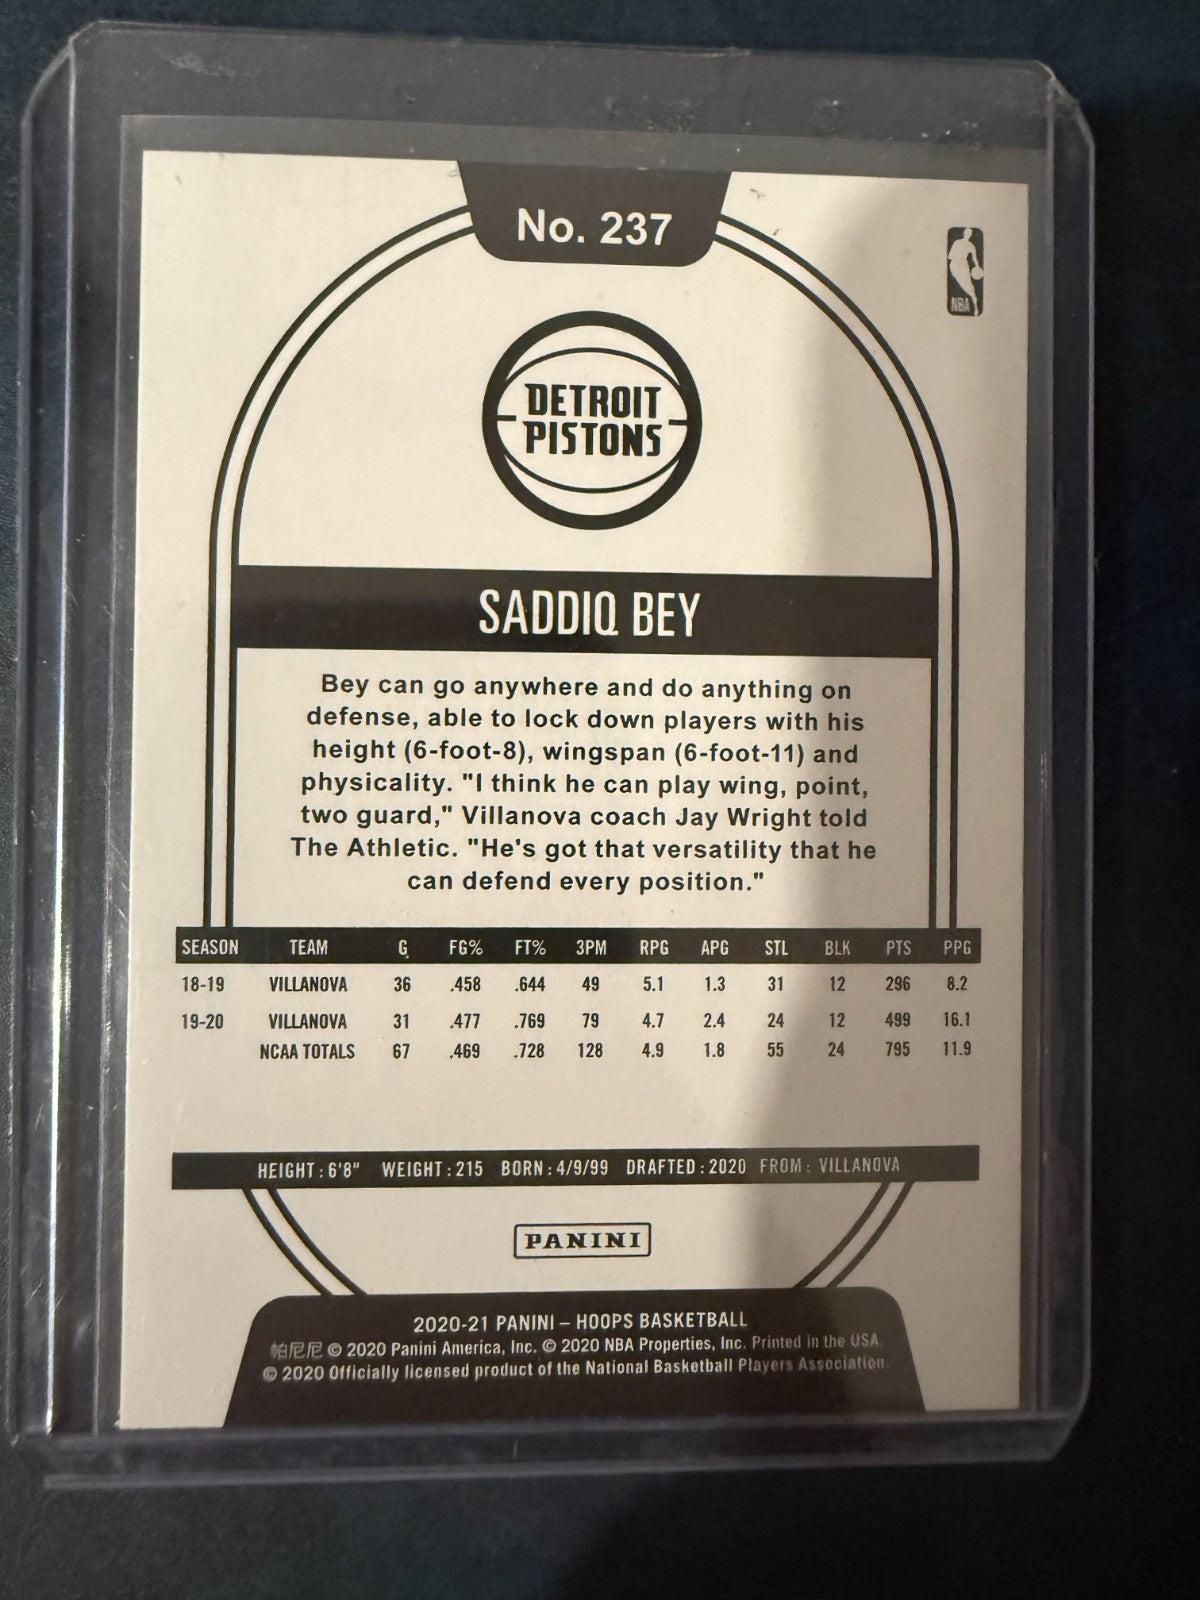 No. 237
NBA
DETROIT
PISTONS
SADDIQ BEY
Bey can go anywhere and do anything on
defense, able to lock down players with his
height (6-foot-8), wingspan (6-foot-11) and
physicality. "I think he can play wing, point,
two guard," Villanova coach Jay Wright told
The Athletic. "He's got that versatility that he
can defend every position."
SEASON TEAM G FG% FT% 3PM RPG APG STL BLK PTS PPG
18-19 VILLANOVA 36 .458 .644 49 5.1 1.3 31 12 296 8.2
19-20 VILLANOVA 31 .477 .769 79 4.7 2.4 24 12 499 16.1
NCAA TOTALS 67 .469 .728 128 4.9 1.8 55 24 795 11.9
HEIGHT : 6'8" WEIGHT : 215 BORN : 4/9/99 DRAFTED : 2020 FROM : VILLANOVA
PANINI
2020-21 PANINI – HOOPS BASKETBALL
帕尼尼 © 2020 Panini America, Inc. © 2020 NBA Properties, Inc. Printed in the USA.
© 2020 Officially licensed product of the National Basketball Players Association.